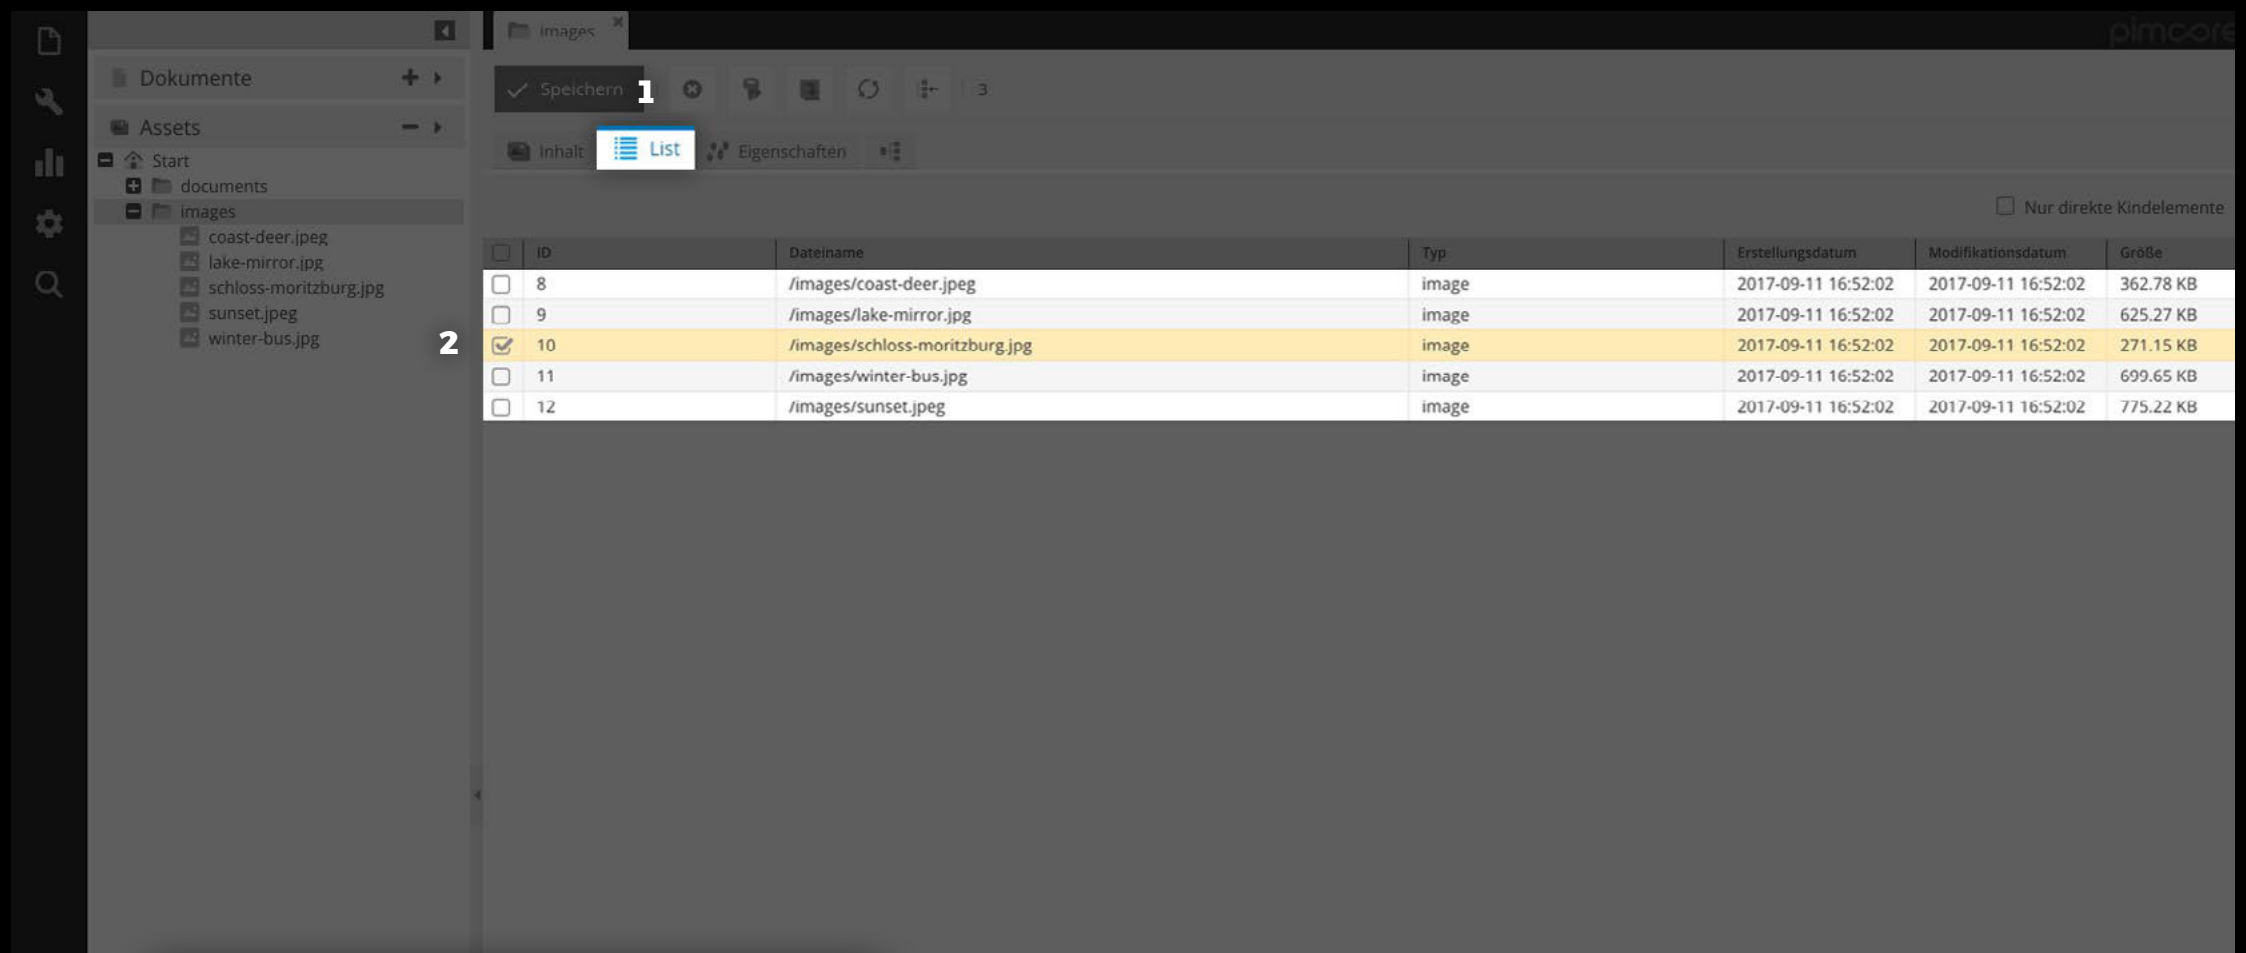 images
pimcore
Dokumente
Speichern
1
3
Assets
Inhalt
List
Eigenschaften
Start
documents
images
Nur direkte Kindelemente
coast-deer.jpeg
lake-mirror.jpg
schloss-moritzburg.jpg
sunset.jpeg
winter-bus.jpg
2
ID Dateiname Typ Erstellungsdatum Modifikationsdatum Größe
8 /images/coast-deer.jpeg image 2017-09-11 16:52:02 2017-09-11 16:52:02 362.78 KB
9 /images/lake-mirror.jpg image 2017-09-11 16:52:02 2017-09-11 16:52:02 625.27 KB
10 /images/schloss-moritzburg.jpg image 2017-09-11 16:52:02 2017-09-11 16:52:02 271.15 KB
11 /images/winter-bus.jpg image 2017-09-11 16:52:02 2017-09-11 16:52:02 699.65 KB
12 /images/sunset.jpeg image 2017-09-11 16:52:02 2017-09-11 16:52:02 775.22 KB